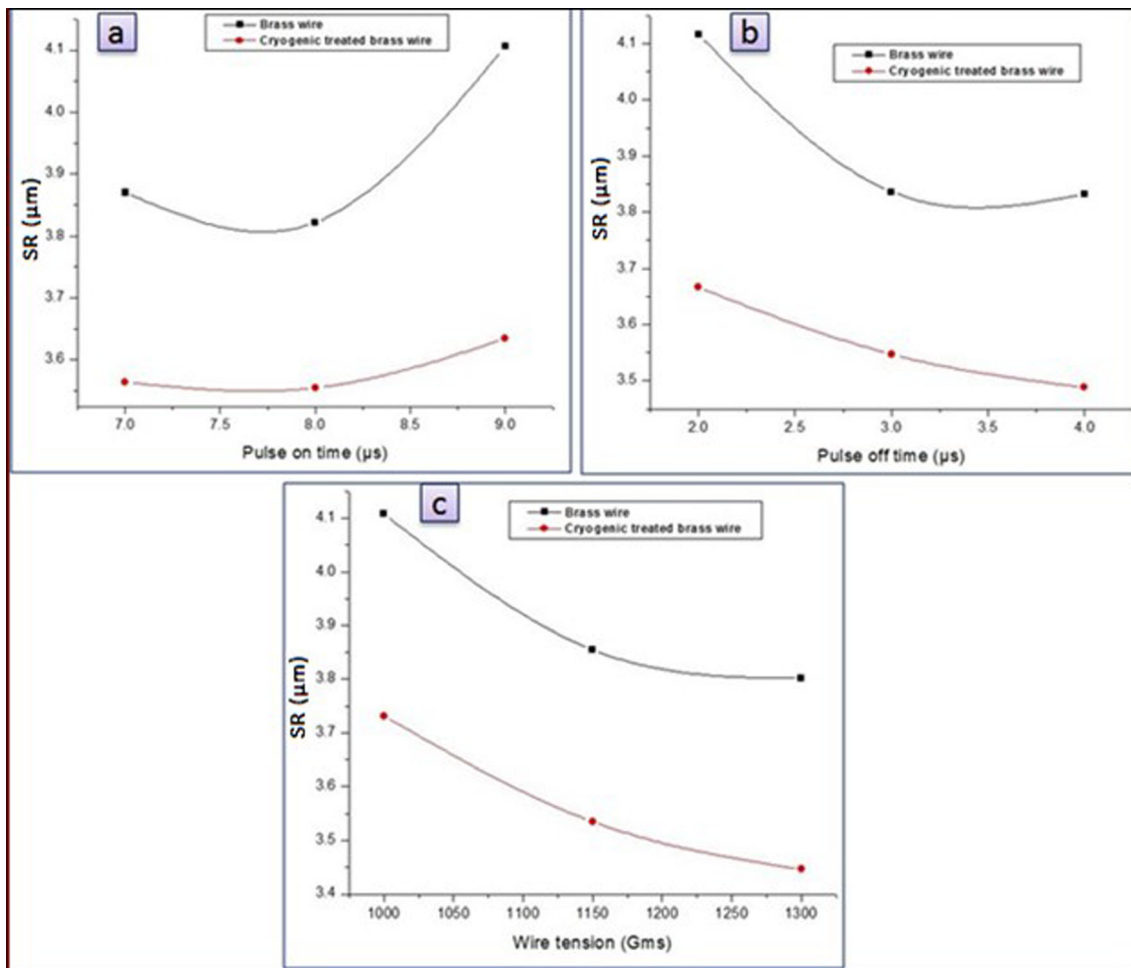 a
Brass wire
Cryogenic treated brass wire
4.1
4.0
3.9
3.8
3.7
3.6
SR (μm)
7.0 7.5 8.0 8.5 9.0
Pulse on time (μs)
b
Brass wire
Cryogenic treated brass wire
4.1
4.0
3.9
3.8
3.7
3.6
3.5
SR (μm)
2.0 2.5 3.0 3.5 4.0
Pulse off time (μs)
c
Brass wire
Cryogenic treated brass wire
4.1
4.0
3.9
3.8
3.7
3.6
3.5
3.4
SR (μm)
1000 1050 1100 1150 1200 1250 1300
Wire tension (Gms)